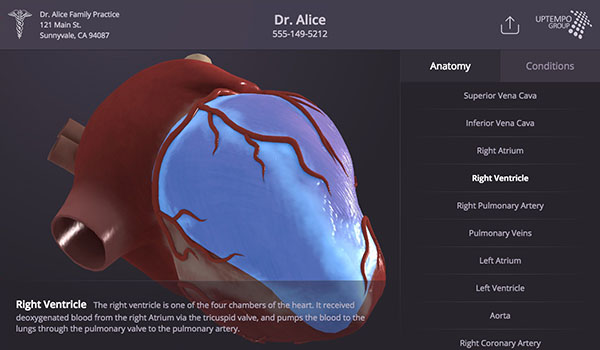 Dr. Alice Family Practice
121 Main St.
Sunnyvale, CA 94087
Dr. Alice
555-149-5212
UPTEMPO
GROUP
Anatomy
Conditions
Superior Vena Cava
Inferior Vena Cava
Right Atrium
Right Ventricle
Right Pulmonary Artery
Pulmonary Veins
Left Atrium
Left Ventricle
Aorta
Right Coronary Artery
Right Ventricle The right ventricle is one of the four chambers of the heart. It received
deoxygenated blood from the right Atrium via the tricuspid valve, and pumps the blood to the
lungs through the pulmonary valve to the pulmonary artery.